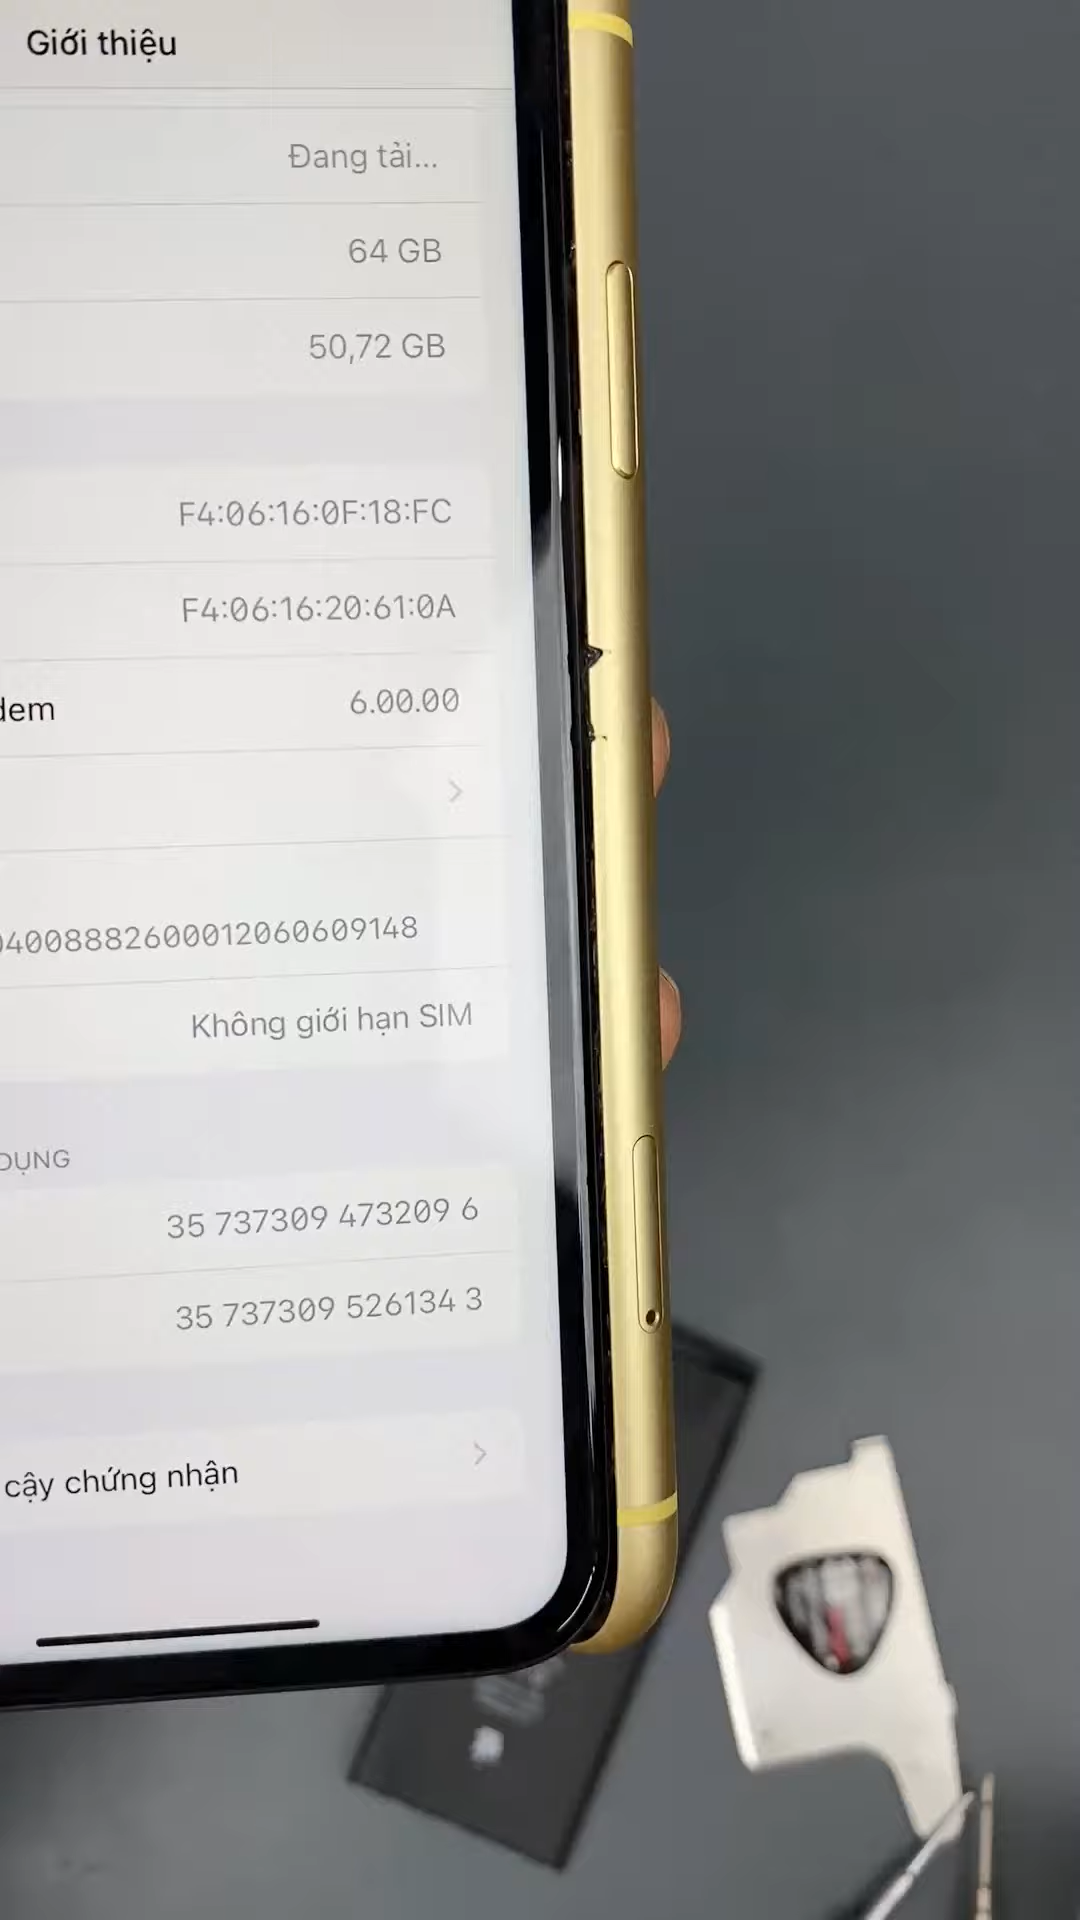 Giới thiệu
Đang tải...
64 GB
50,72 GB
F4:06:16:0F:18:FC
F4:06:16:20:61:0A
dem 6.00.00
04008882600012060609148
Không giới hạn SIM
DỤNG
35 737309 473209 6
35 737309 526134 3
cậy chứng nhận